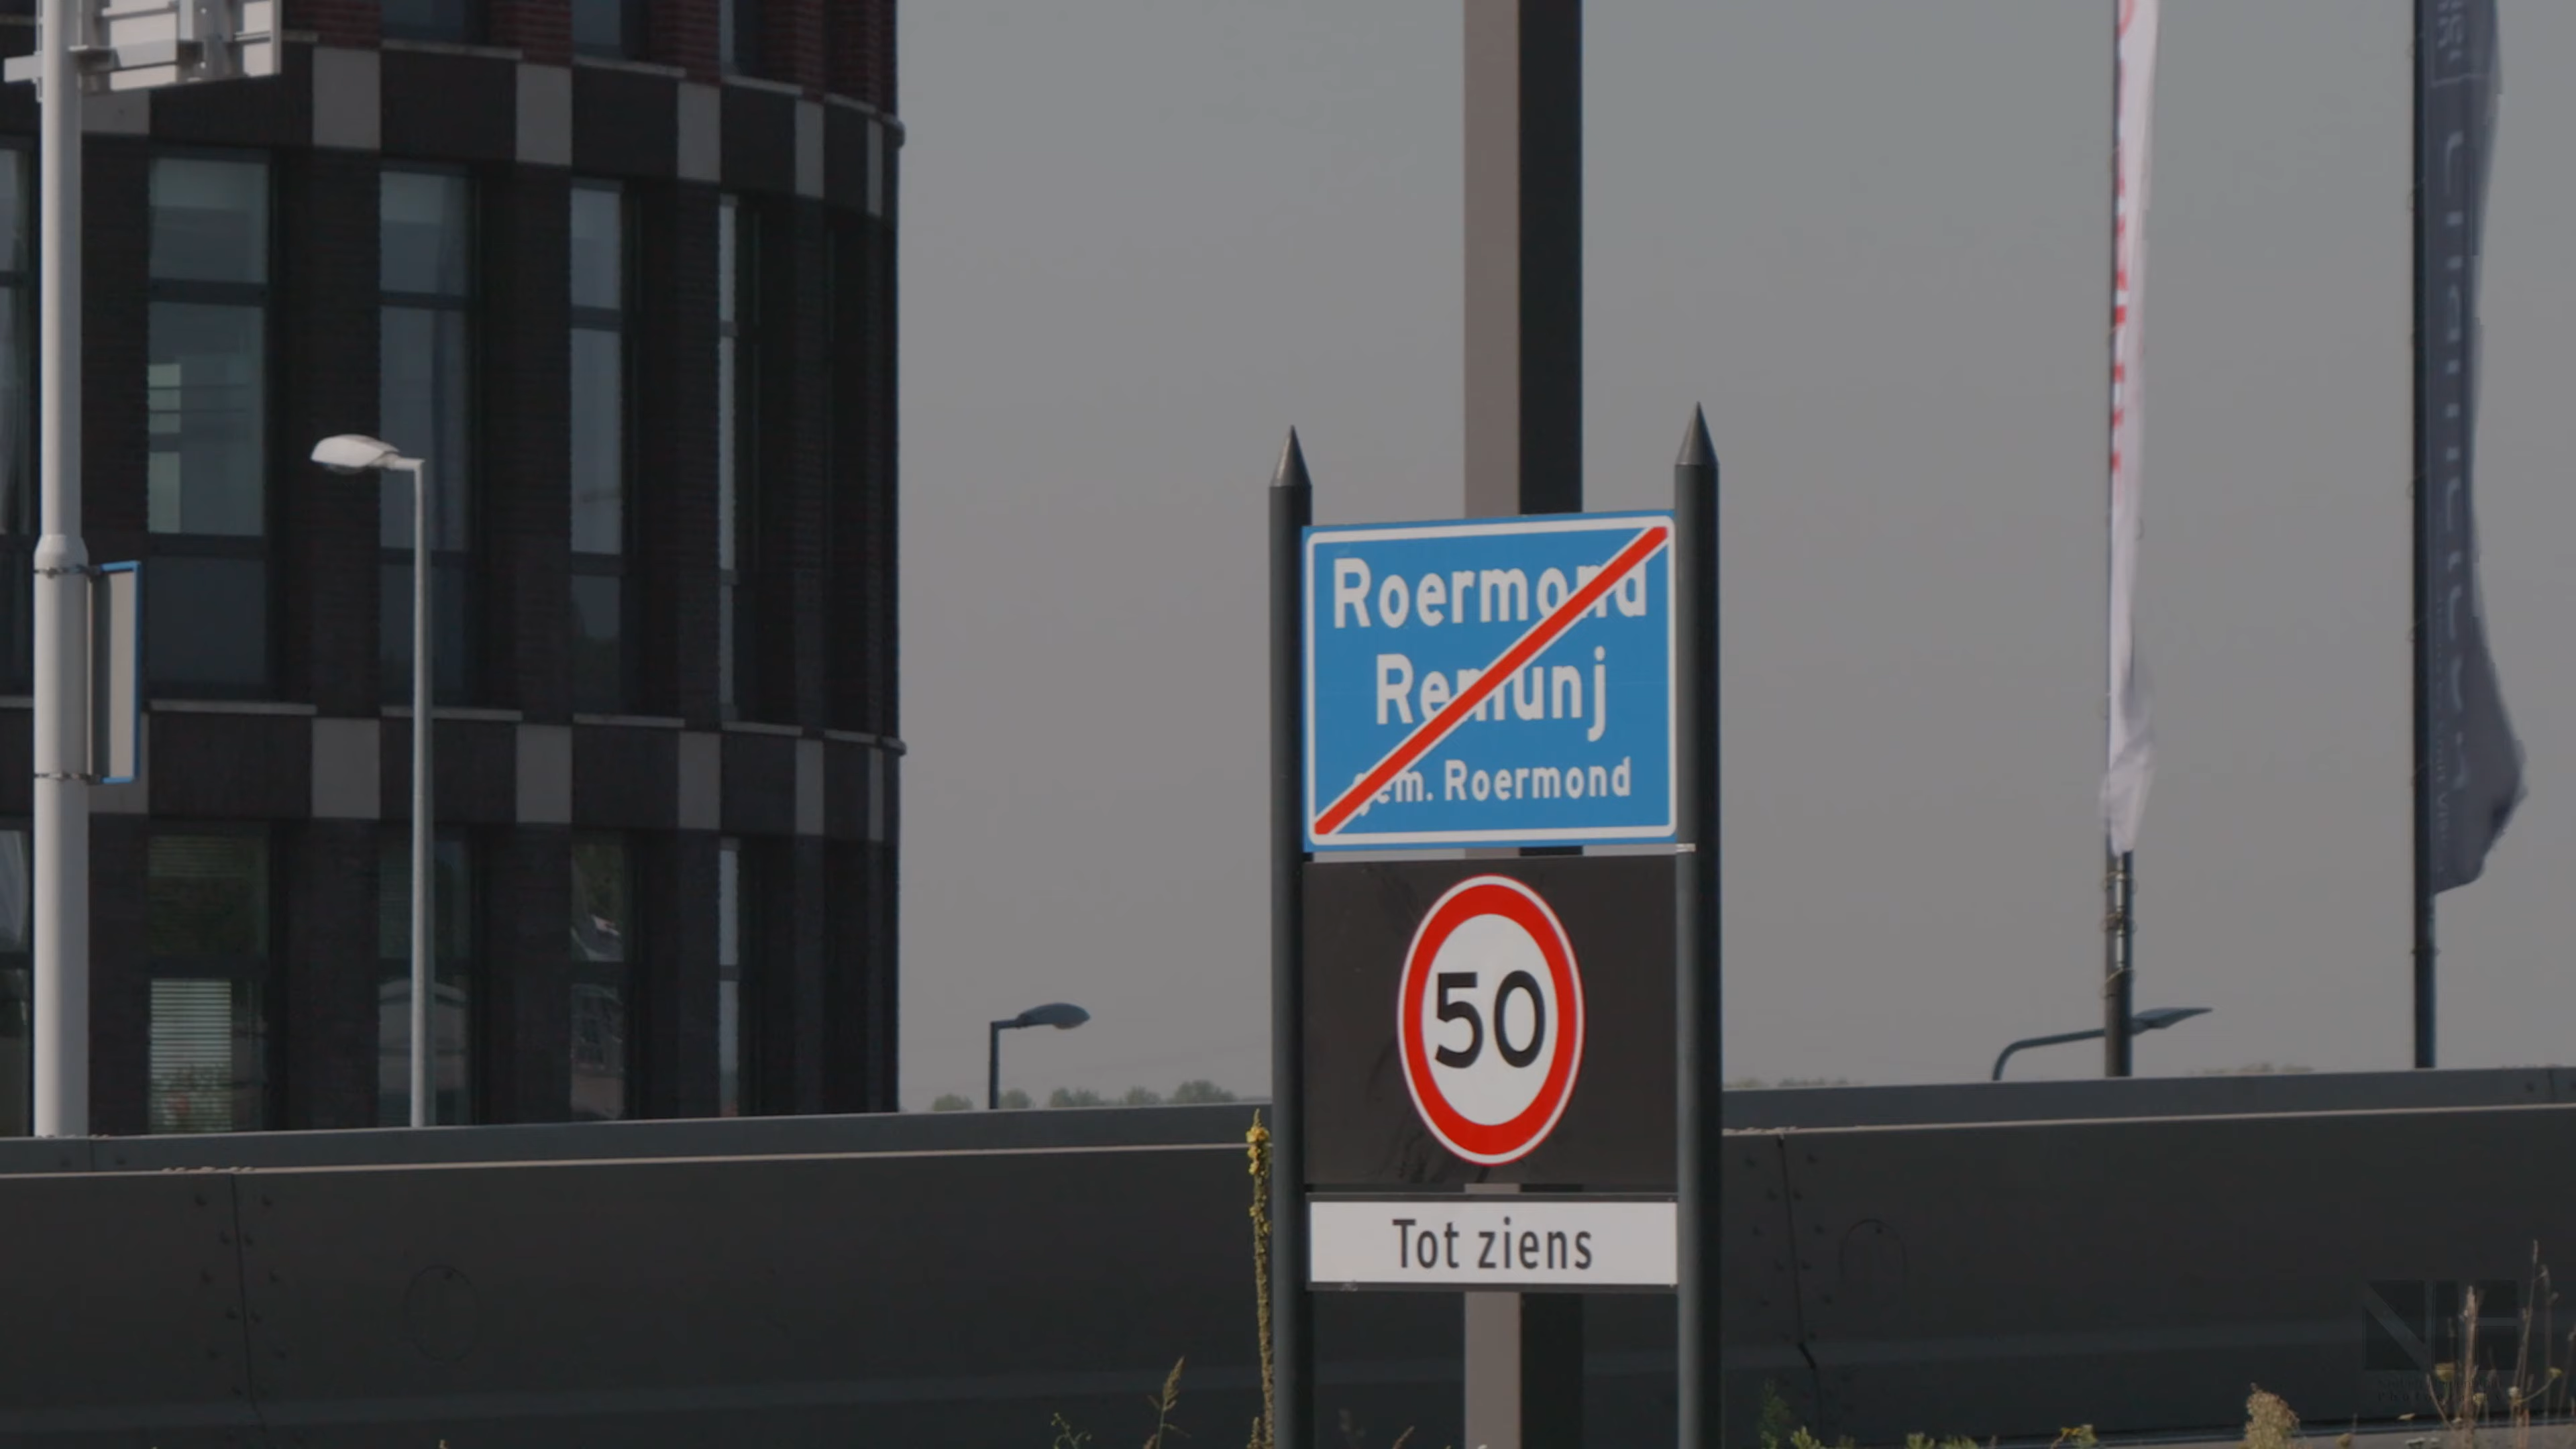 Roermond
Remunj
gem. Roermond
50
Tot ziens